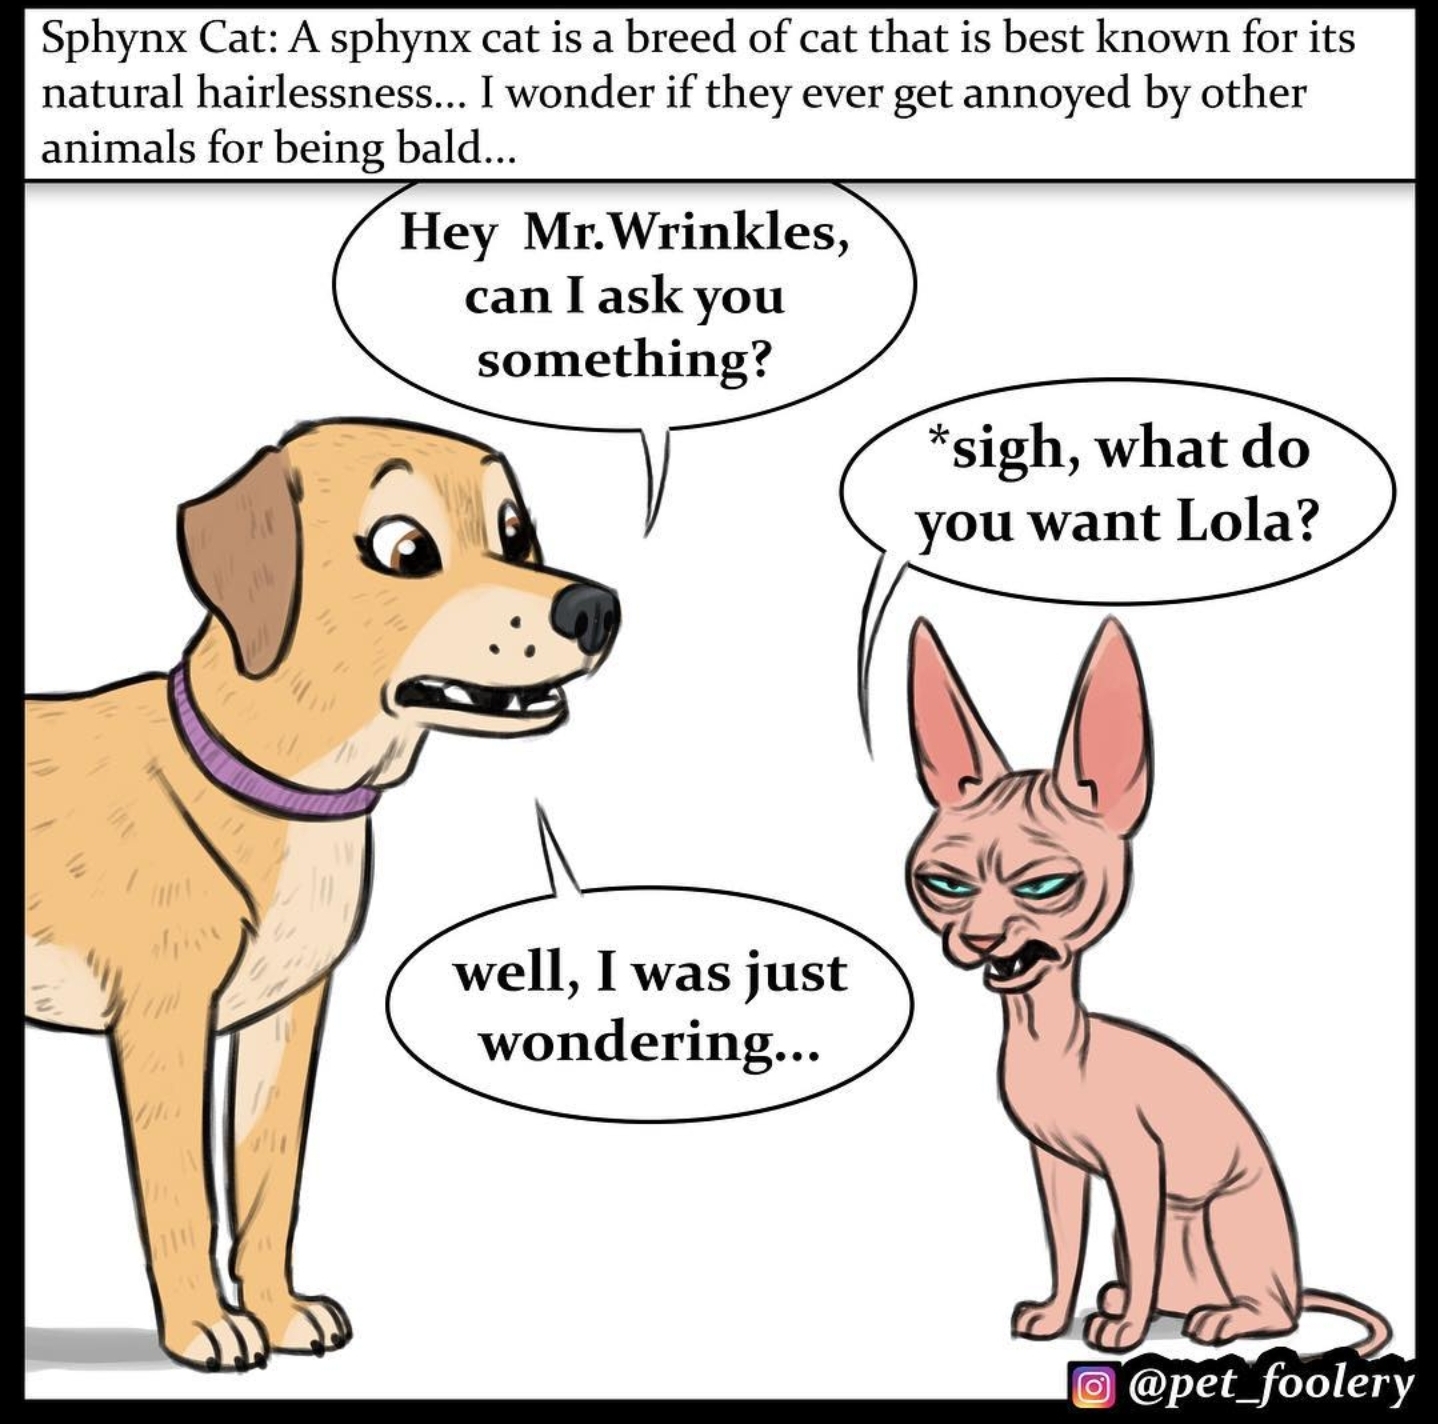 Sphynx Cat: A sphynx cat is a breed of cat that is best known for its
natural hairlessness... I wonder if they ever get annoyed by other
animals for being bald...
Hey Mr.Wrinkles,
can I ask you
something?
*sigh, what do
you want Lola?
well, I was just
wondering...
@pet_foolery